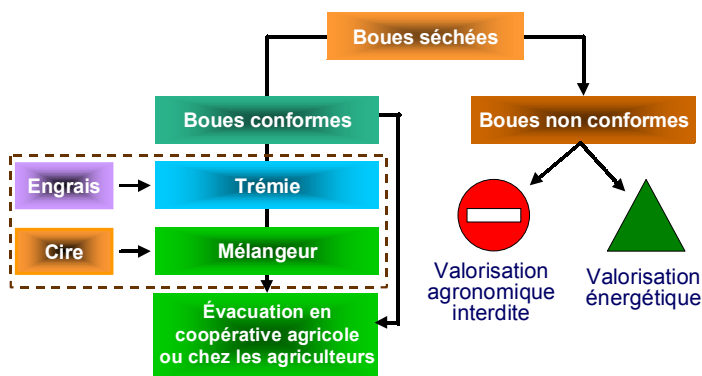 Boues séchées
Boues conformes
Boues non conformes
Engrais
Trémie
Cire
Mélangeur
Évacuation en
coopérative agricole
ou chez les agriculteurs
Valorisation
agronomique
interdite
Valorisation
énergétique